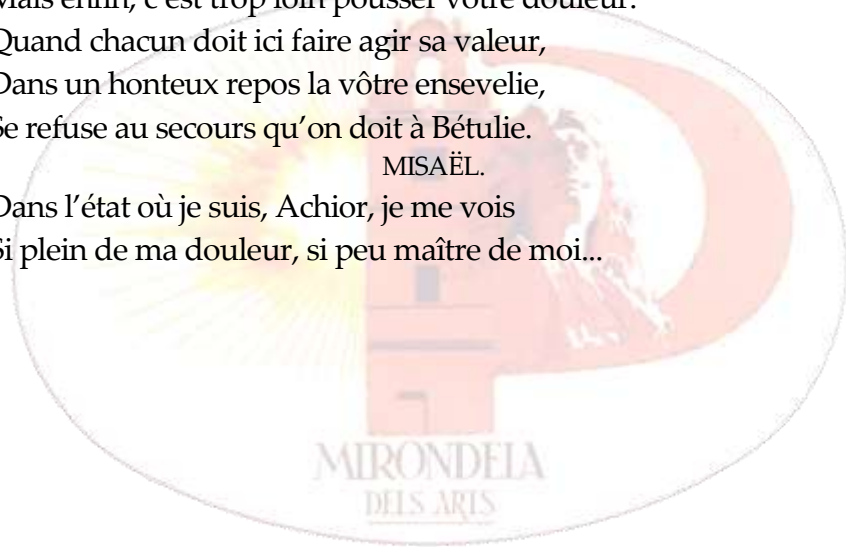 Mais enfin, c'est trop loin pousser votre douleur.
Quand chacun doit ici faire agir sa valeur,
Dans un honteux repos la vôtre ensevelie,
Se refuse au secours qu'on doit à Bétulie.
MISAËL.
Dans l'état où je suis, Achior, je me vois
Si plein de ma douleur, si peu maître de moi...
MIRONDELA
DELS ARTS